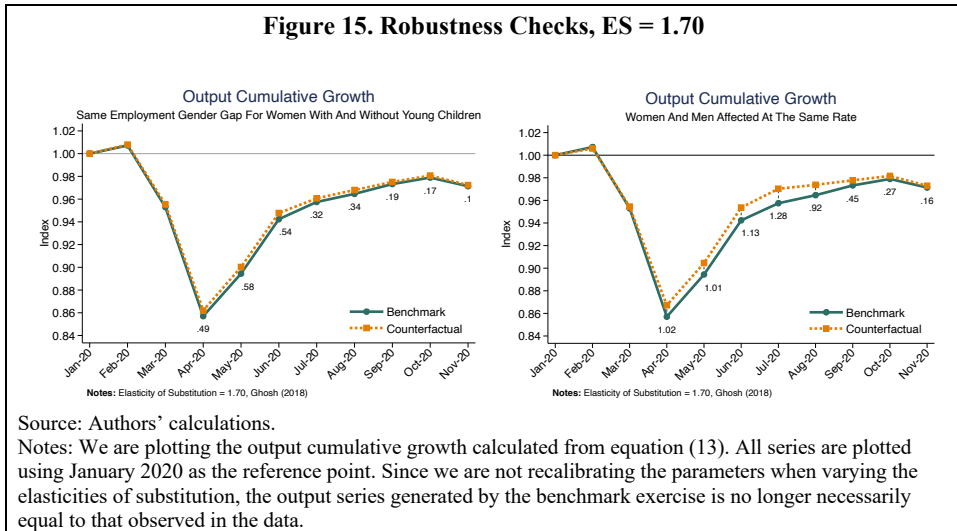 Figure 15. Robustness Checks, ES = 1.70
Output Cumulative Growth
Same Employment Gender Gap For Women With And Without Young Children
1.02
1.00
0.98
0.96
0.94
0.92
0.90
0.88
0.86
0.84
Index
.49
.58
.54
.32
.34
.19
.17
.1
Benchmark
Counterfactual
Jan-20
Feb-20
Mar-20
Apr-20
May-20
Jun-20
Jul-20
Aug-20
Sep-20
Oct-20
Nov-20
Notes: Elasticity of Substitution = 1.70, Ghosh (2018)
Output Cumulative Growth
Women And Men Affected At The Same Rate
1.02
1.00
0.98
0.96
0.94
0.92
0.90
0.88
0.86
0.84
Index
1.02
1.01
1.13
1.28
.92
.45
.27
.16
Benchmark
Counterfactual
Jan-20
Feb-20
Mar-20
Apr-20
May-20
Jun-20
Jul-20
Aug-20
Sep-20
Oct-20
Nov-20
Notes: Elasticity of Substitution = 1.70, Ghosh (2018)
Source: Authors' calculations.
Notes: We are plotting the output cumulative growth calculated from equation (13). All series are plotted
using January 2020 as the reference point. Since we are not recalibrating the parameters when varying the
elasticities of substitution, the output series generated by the benchmark exercise is no longer necessarily
equal to that observed in the data.